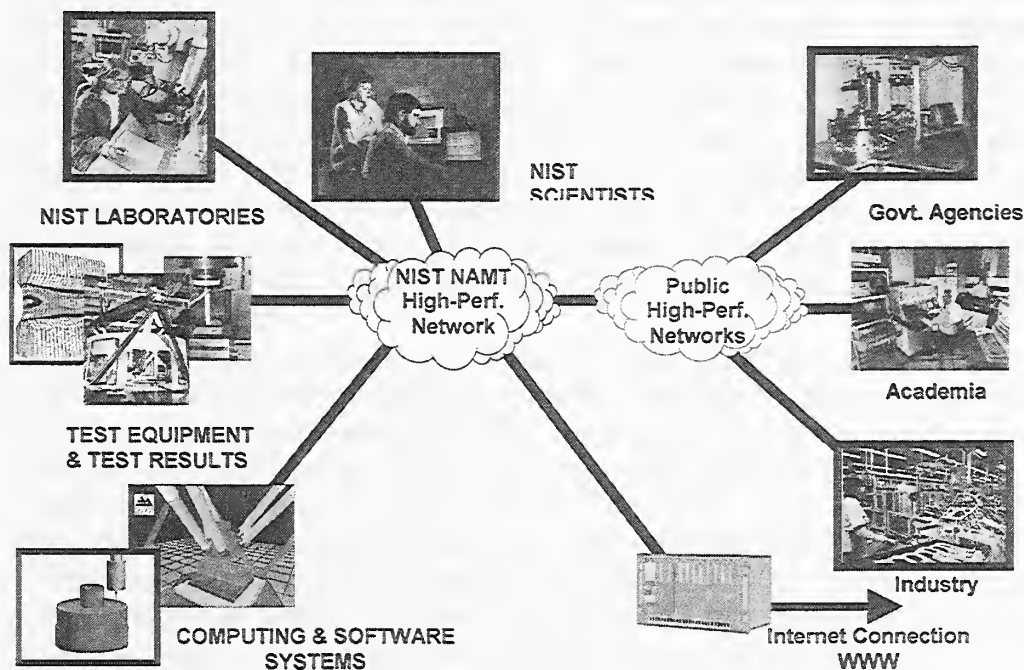 NIST
SCIENTISTS
NIST LABORATORIES
Govt. Agencies
NIST NAMT
High-Perf.
Network
Public
High-Perf.
Networks
Academia
TEST EQUIPMENT
& TEST RESULTS
Industry
COMPUTING & SOFTWARE
SYSTEMS
Internet Connection
WWW